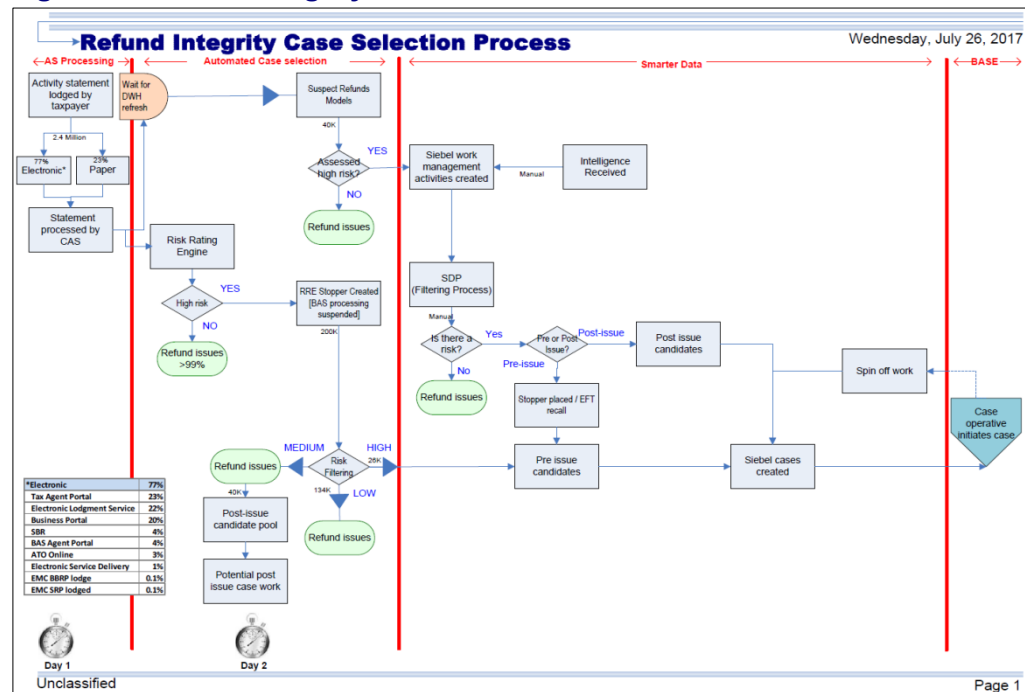 Refund Integrity Case Selection Process
Wednesday, July 26, 2017
AS Processing
Automated Case selection
Smarter Data
BASE
Activity statement
lodged by
taxpayer
Wait for
DWH
refresh
Suspect Refunds
Models
2.4 Million
40K
77%
Electronic*
23%
Paper
Assessed
high risk?
YES
NO
Siebel work
management
activities created
Manual
Intelligence
Received
Statement
processed by
CAS
Refund issues
Risk Rating
Engine
High risk
YES
NO
RRE Stopper Created
[BAS processing
suspended]
200K
Refund issues
>99%
SDP
(Filtering Process)
Manual
Is there a
risk?
Yes
No
Pre or Post
Issue?
Post-issue
Pre-issue
Post issue
candidates
Refund issues
Stopper placed / EFT
recall
Spin off work
Case
operative
initiates case
Refund issues
MEDIUM
Risk
Filtering
HIGH
26K
Pre issue
candidates
Siebel cases
created
40K
134K
LOW
Post-issue
candidate pool
Refund issues
Potential post
issue case work
*Electronic 77%
Tax Agent Portal 23%
Electronic Lodgment Service 22%
Business Portal 20%
SBR 4%
BAS Agent Portal 4%
ATO Online 3%
Electronic Service Delivery 1%
EMC BBRP lodge 0.1%
EMC SRP lodged 0.1%
Day 1
Day 2
Unclassified
Page 1